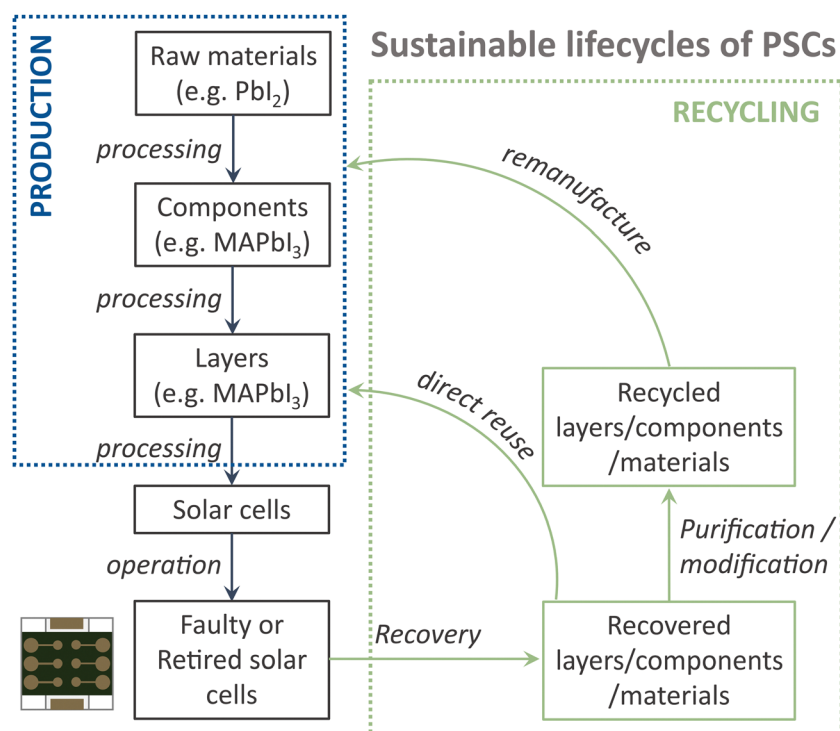 Sustainable lifecycles of PSCs
PRODUCTION
Raw materials
(e.g. PbI₂)
processing
Components
(e.g. MAPbI₃)
processing
Layers
(e.g. MAPbI₃)
processing
Solar cells
operation
Faulty or
Retired solar
cells
RECYCLING
remanufacture
direct reuse
Recycled
layers/components
/materials
Purification /
modification
Recovery
Recovered
layers/components
/materials